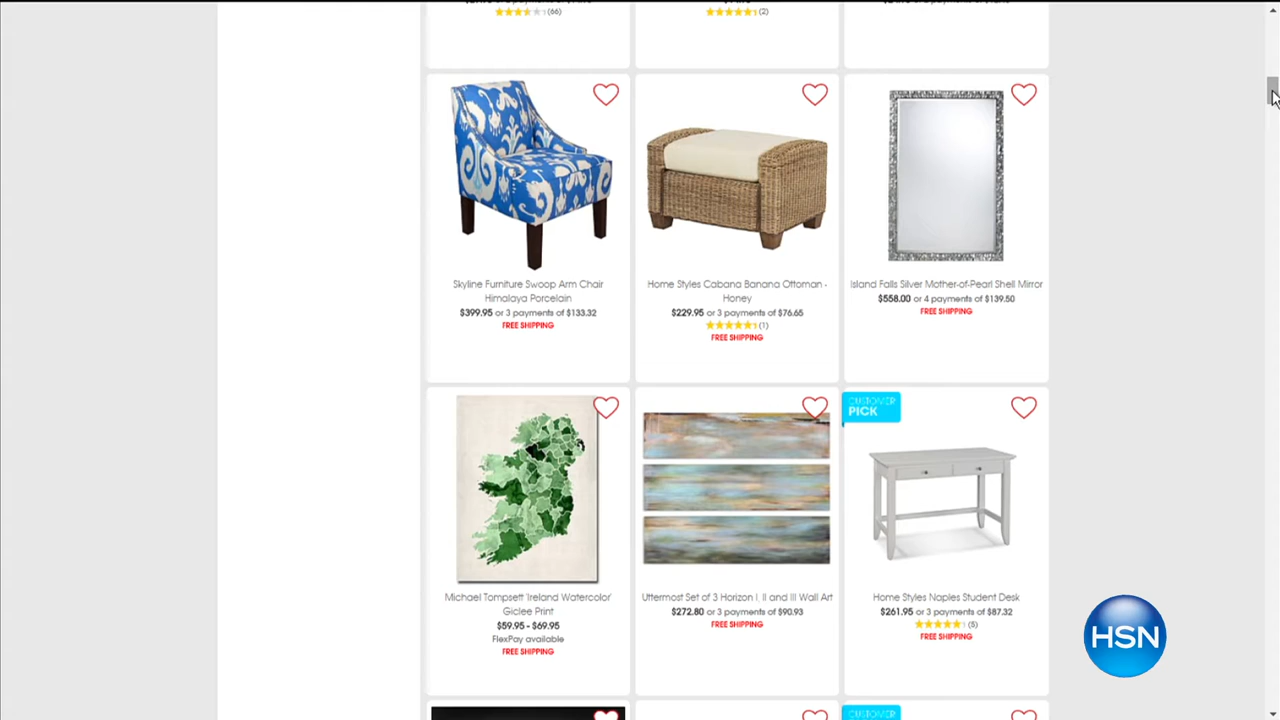 (66)
(2)
Skyline Furniture Swoop Arm Chair
Himalaya Porcelain
$399.95 or 3 payments of $133.32
FREE SHIPPING
Home Styles Cabana Banana Ottoman -
Honey
$229.95 or 3 payments of $76.65
(1)
FREE SHIPPING
Island Falls Silver Mother-of-Pearl Shell Mirror
$558.00 or 4 payments of $139.50
FREE SHIPPING
Michael Tompsett 'Ireland Watercolor'
Giclee Print
$59.95 - $69.95
FlexPay available
FREE SHIPPING
Uttermost Set of 3 Horizon I, II and III Wall Art
$272.80 or 3 payments of $90.93
FREE SHIPPING
CUSTOMER
PICK
Home Styles Naples Student Desk
$261.95 or 3 payments of $87.32
(5)
FREE SHIPPING
HSN
CUSTOMER